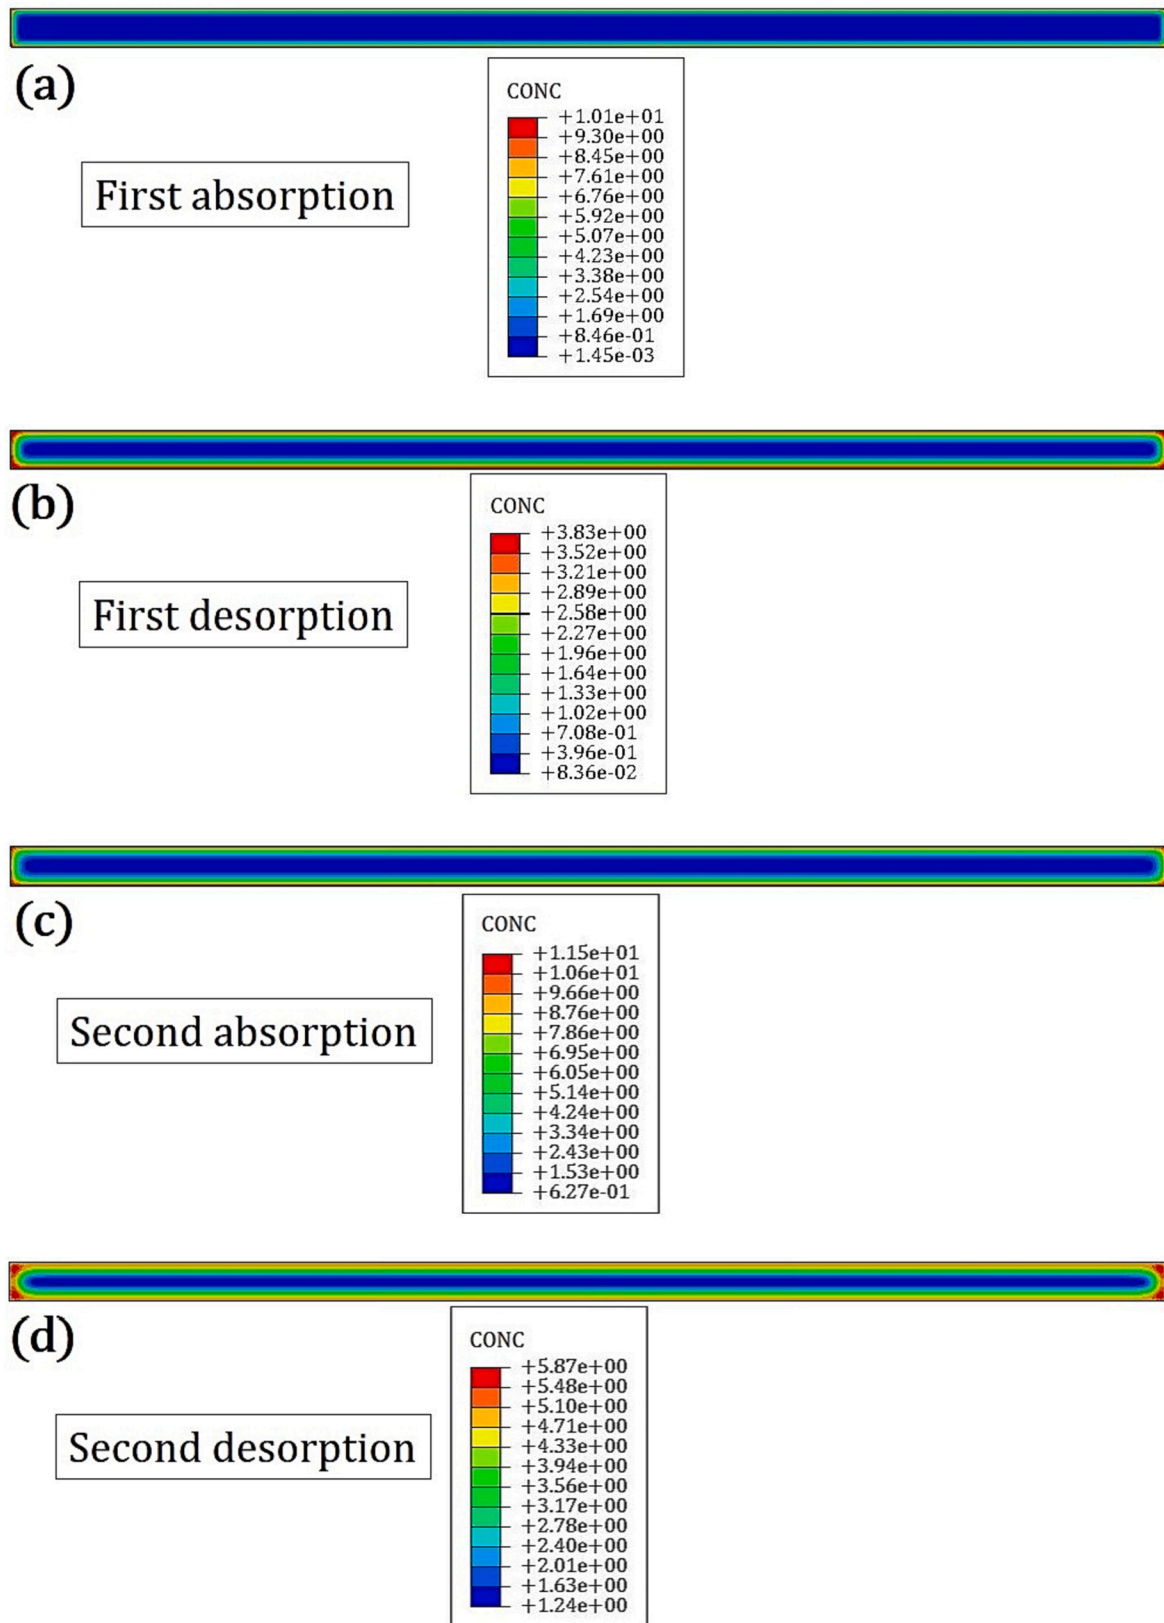 (a)
First absorption
CONC
+1.01e+01
+9.30e+00
+8.45e+00
+7.61e+00
+6.76e+00
+5.92e+00
+5.07e+00
+4.23e+00
+3.38e+00
+2.54e+00
+1.69e+00
+8.46e-01
+1.45e-03
(b)
First desorption
CONC
+3.83e+00
+3.52e+00
+3.21e+00
+2.89e+00
+2.58e+00
+2.27e+00
+1.96e+00
+1.64e+00
+1.33e+00
+1.02e+00
+7.08e-01
+3.96e-01
+8.36e-02
(c)
Second absorption
CONC
+1.15e+01
+1.06e+01
+9.66e+00
+8.76e+00
+7.86e+00
+6.95e+00
+6.05e+00
+5.14e+00
+4.24e+00
+3.34e+00
+2.43e+00
+1.53e+00
+6.27e-01
(d)
Second desorption
CONC
+5.87e+00
+5.48e+00
+5.10e+00
+4.71e+00
+4.33e+00
+3.94e+00
+3.56e+00
+3.17e+00
+2.78e+00
+2.40e+00
+2.01e+00
+1.63e+00
+1.24e+00